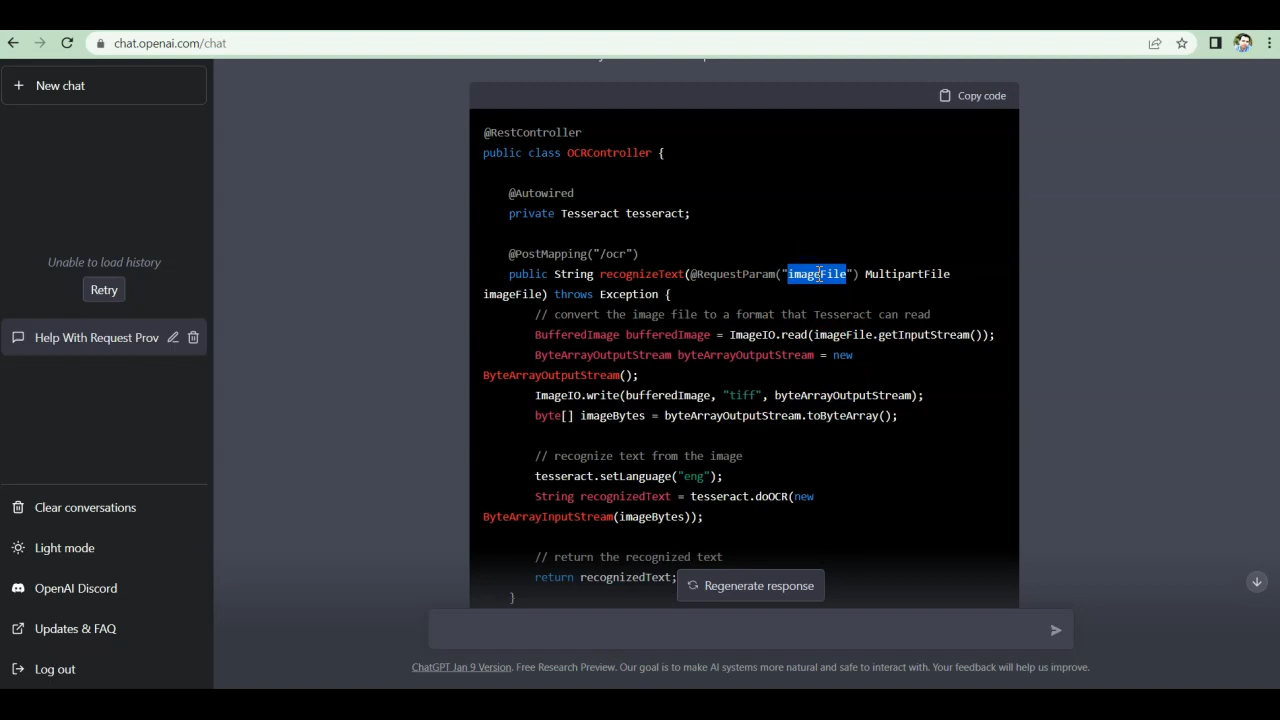 chat.openai.com/chat
New chat
Unable to load history
Retry
Help With Request Prov
Clear conversations
Light mode
OpenAI Discord
Updates & FAQ
Log out
Copy code
@RestController
public class OCRController {
@Autowired
private Tesseract tesseract;
@PostMapping("/ocr")
public String recognizeText(@RequestParam("imageFile") MultipartFile
imageFile) throws Exception {
// convert the image file to a format that Tesseract can read
BufferedImage bufferedImage = ImageIO.read(imageFile.getInputStream());
ByteArrayOutputStream byteArrayOutputStream = new
ByteArrayOutputStream();
ImageIO.write(bufferedImage, "tiff", byteArrayOutputStream);
byte[] imageBytes = byteArrayOutputStream.toByteArray();
// recognize text from the image
tesseract.setLanguage("eng");
String recognizedText = tesseract.doOCR(new
ByteArrayInputStream(imageBytes));
// return the recognized text
return recognizedText;
}
Regenerate response
ChatGPT Jan 9 Version. Free Research Preview. Our goal is to make AI systems more natural and safe to interact with. Your feedback will help us improve.